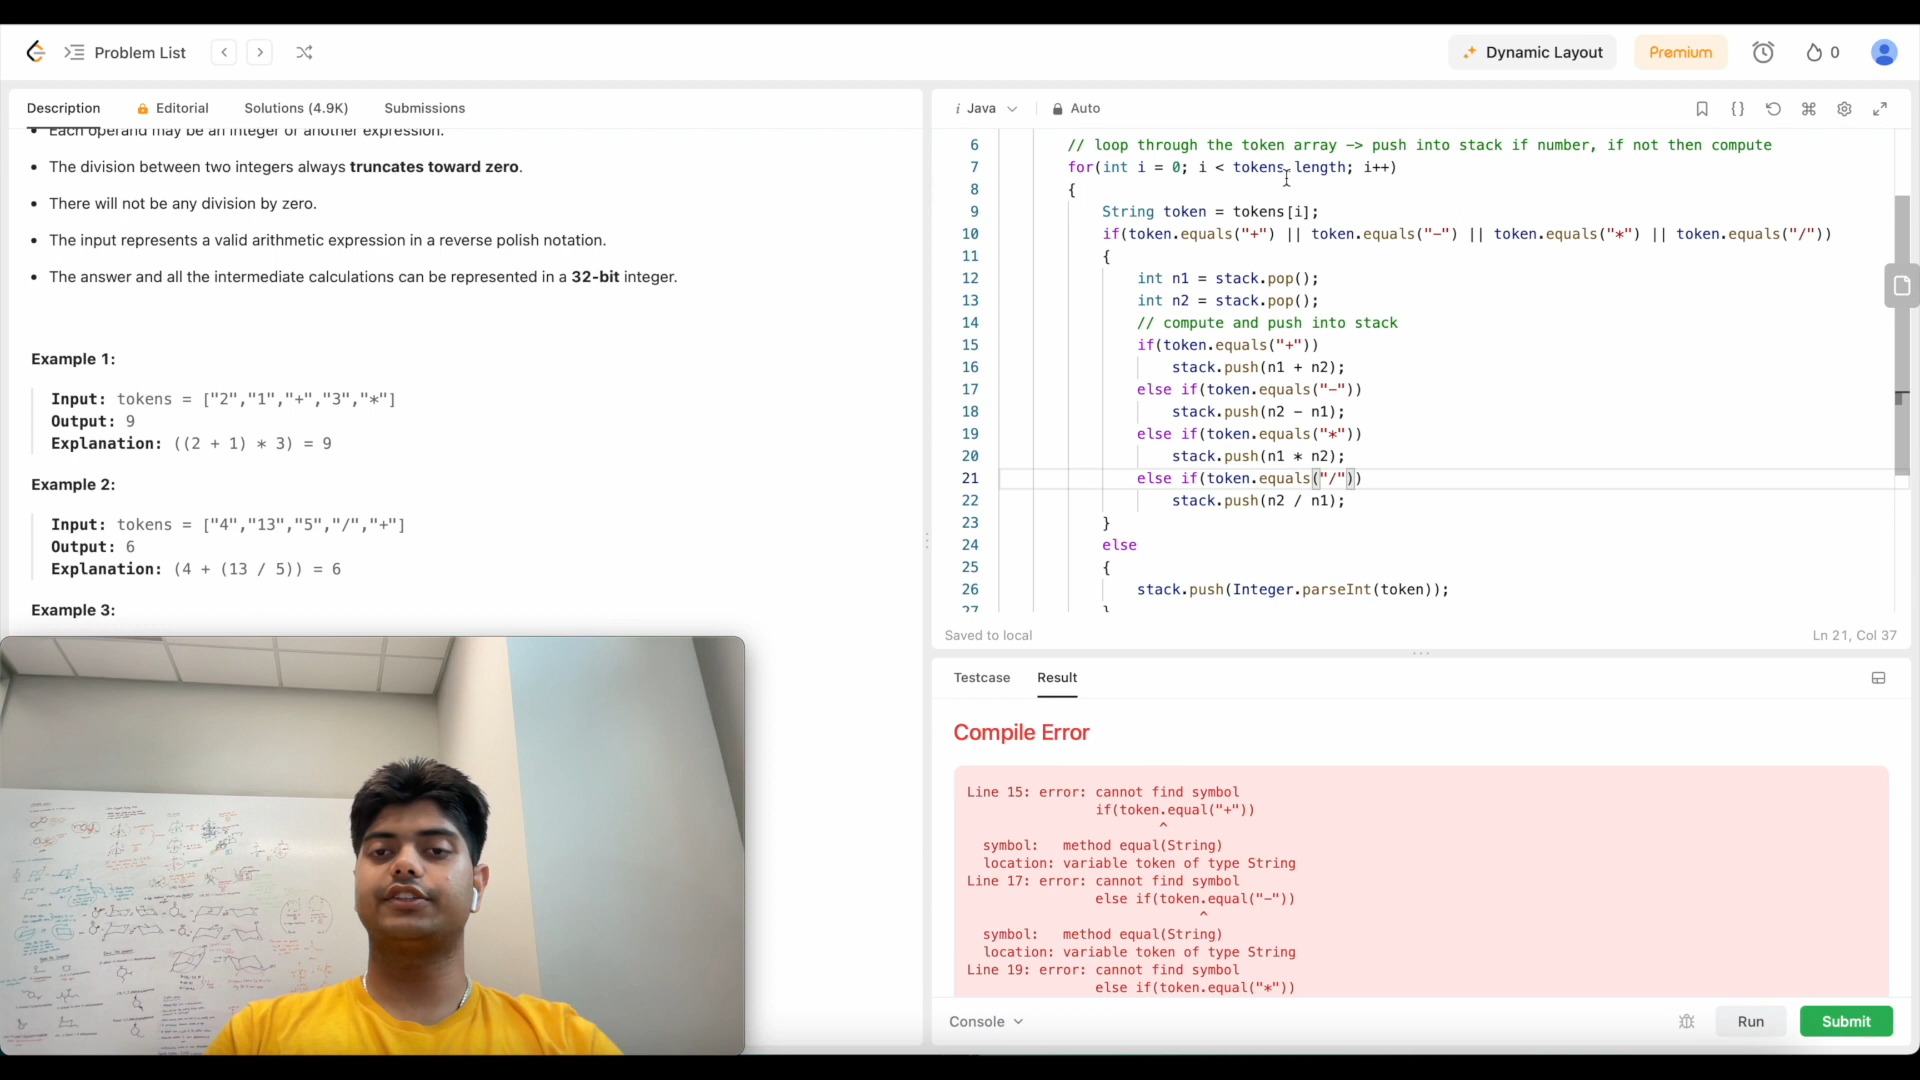 Problem List
Dynamic Layout
Premium
0
Description
Editorial
Solutions (4.9K)
Submissions
• Each operand may be an integer or another expression.
• The division between two integers always truncates toward zero.
• There will not be any division by zero.
• The input represents a valid arithmetic expression in a reverse polish notation.
• The answer and all the intermediate calculations can be represented in a 32-bit integer.
Example 1:
Input: tokens = ["2","1","+","3","*"]
Output: 9
Explanation: ((2 + 1) * 3) = 9
Example 2:
Input: tokens = ["4","13","5","/","+"]
Output: 6
Explanation: (4 + (13 / 5)) = 6
Example 3:
i Java
Auto
6 // loop through the token array -> push into stack if number, if not then compute
7 for(int i = 0; i < tokens.length; i++)
8 {
9 String token = tokens[i];
10 if(token.equals("+") || token.equals("-") || token.equals("*") || token.equals("/"))
11 {
12 int n1 = stack.pop();
13 int n2 = stack.pop();
14 // compute and push into stack
15 if(token.equals("+"))
16 stack.push(n1 + n2);
17 else if(token.equals("-"))
18 stack.push(n2 - n1);
19 else if(token.equals("*"))
20 stack.push(n1 * n2);
21 else if(token.equals("/"))
22 stack.push(n2 / n1);
23 }
24 else
25 {
26 stack.push(Integer.parseInt(token));
27 }
Saved to local
Ln 21, Col 37
Testcase
Result
Compile Error
Line 15: error: cannot find symbol
if(token.equal("+"))
^
symbol: method equal(String)
location: variable token of type String
Line 17: error: cannot find symbol
else if(token.equal("-"))
^
symbol: method equal(String)
location: variable token of type String
Line 19: error: cannot find symbol
else if(token.equal("*"))
Console
Run
Submit